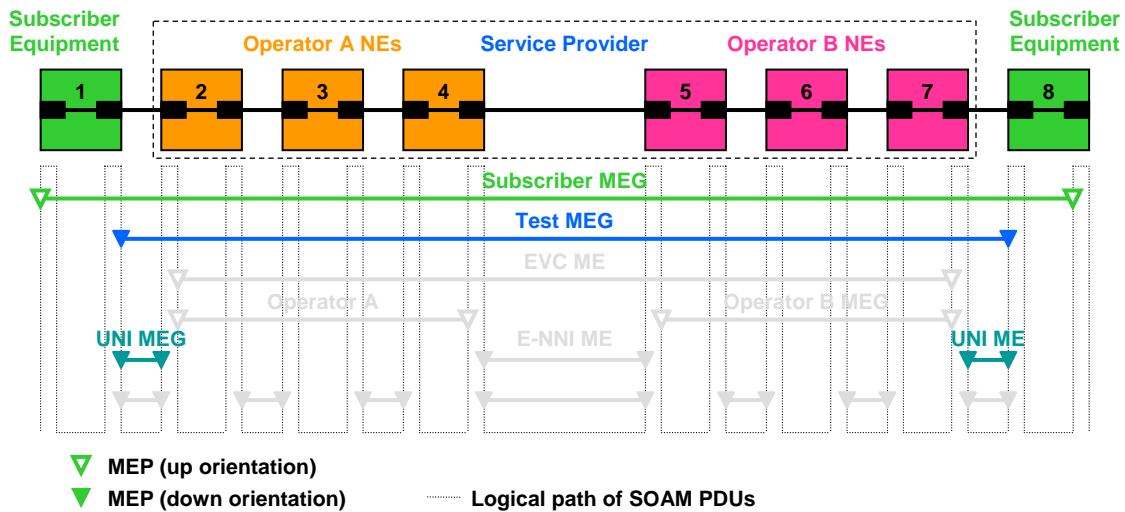 Subscriber Equipment
Operator A NEs
Service Provider
Operator B NEs
Subscriber Equipment
1
2
3
4
5
6
7
8
Subscriber MEG
Test MEG
EVC ME
Operator A
Operator B MEG
UNI MEG
E-NNI ME
UNI ME
MEP (up orientation)
MEP (down orientation)
Logical path of SOAM PDUs